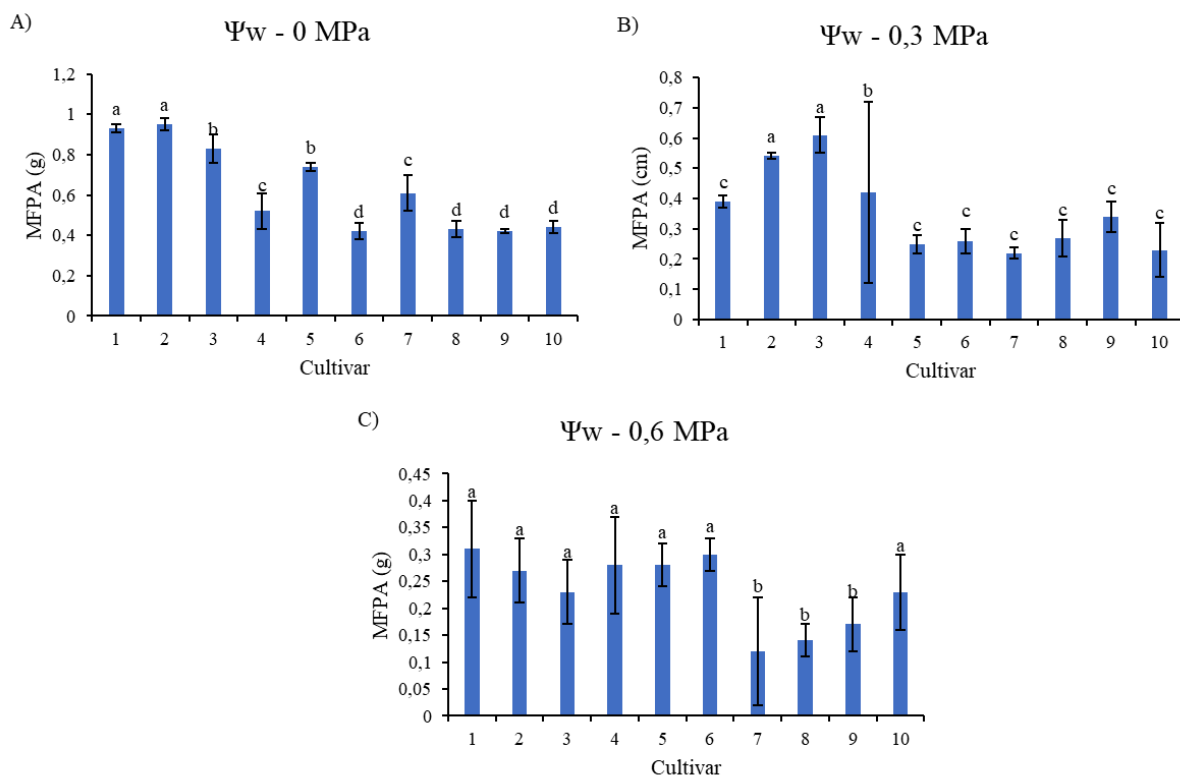 A)
Ψw - 0 MPa
MFPA (g)
1,2
1
0,8
0,6
0,4
0,2
0
a a b c b d c d d d
1 2 3 4 5 6 7 8 9 10
Cultivar
B)
Ψw - 0,3 MPa
MFPA (cm)
0,8
0,7
0,6
0,5
0,4
0,3
0,2
0,1
0
c a a b c c c c c c
1 2 3 4 5 6 7 8 9 10
Cultivar
C)
Ψw - 0,6 MPa
MFPA (g)
0,45
0,4
0,35
0,3
0,25
0,2
0,15
0,1
0,05
0
a a a a a a b b b a
1 2 3 4 5 6 7 8 9 10
Cultivar